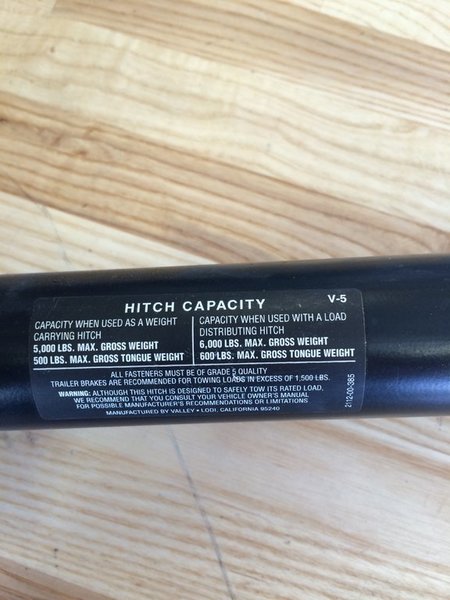 HITCH CAPACITY V-5
CAPACITY WHEN USED AS A WEIGHT
CARRYING HITCH
5,000 LBS. MAX. GROSS WEIGHT
500 LBS. MAX. GROSS TONGUE WEIGHT
CAPACITY WHEN USED WITH A LOAD
DISTRIBUTING HITCH
6,000 LBS. MAX. GROSS WEIGHT
600 LBS. MAX. GROSS TONGUE WEIGHT
ALL FASTENERS MUST BE OF GRADE 5 QUALITY
TRAILER BRAKES ARE RECOMMENDED FOR TOWING LOADS IN EXCESS OF 1,500 LBS.
WARNING: ALTHOUGH THIS HITCH IS DESIGNED TO SAFELY TOW ITS RATED LOAD,
WE RECOMMEND THAT YOU CONSULT YOUR VEHICLE OWNER'S MANUAL
FOR POSSIBLE MANUFACTURER'S RECOMMENDATIONS OR LIMITATIONS
MANUFACTURED BY VALLEY • LODI, CALIFORNIA 95240
2112-00-365